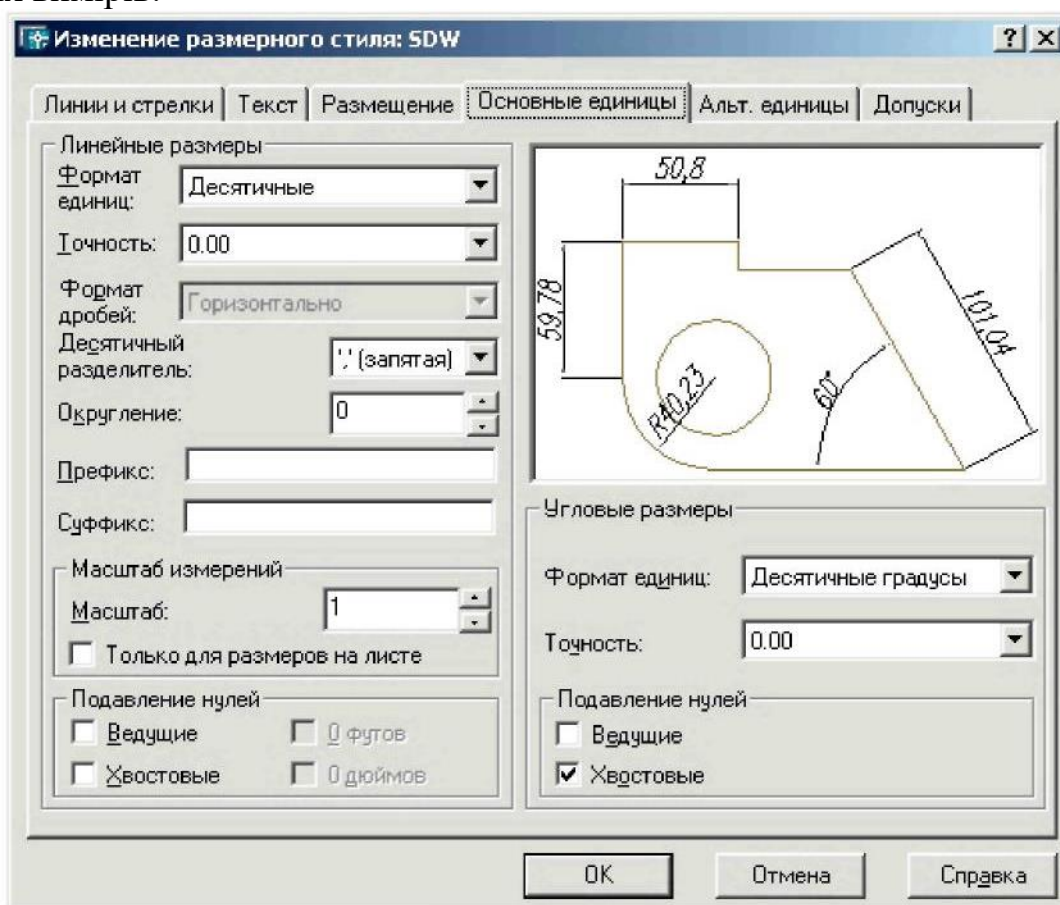 Изменение размерного стиля: SDW
Линии и стрелки Текст Размещение Основные единицы Альт. единицы Допуски
Линейные размеры
Формат единиц: Десятичные
Точность: 0.00
Формат дробей: Горизонтально
Десятичный разделитель: ',' (запятая)
Округление: 0
Префикс:
Суффикс:
Масштаб измерений
Масштаб: 1
Только для размеров на листе
Подавление нулей
Ведущие 0 футов
Хвостовые 0 дюймов
50,8
59,78
R40,23
60°
101,04
Угловые размеры
Формат единиц: Десятичные градусы
Точность: 0.00
Подавление нулей
Ведущие
Хвостовые
OK Отмена Справка